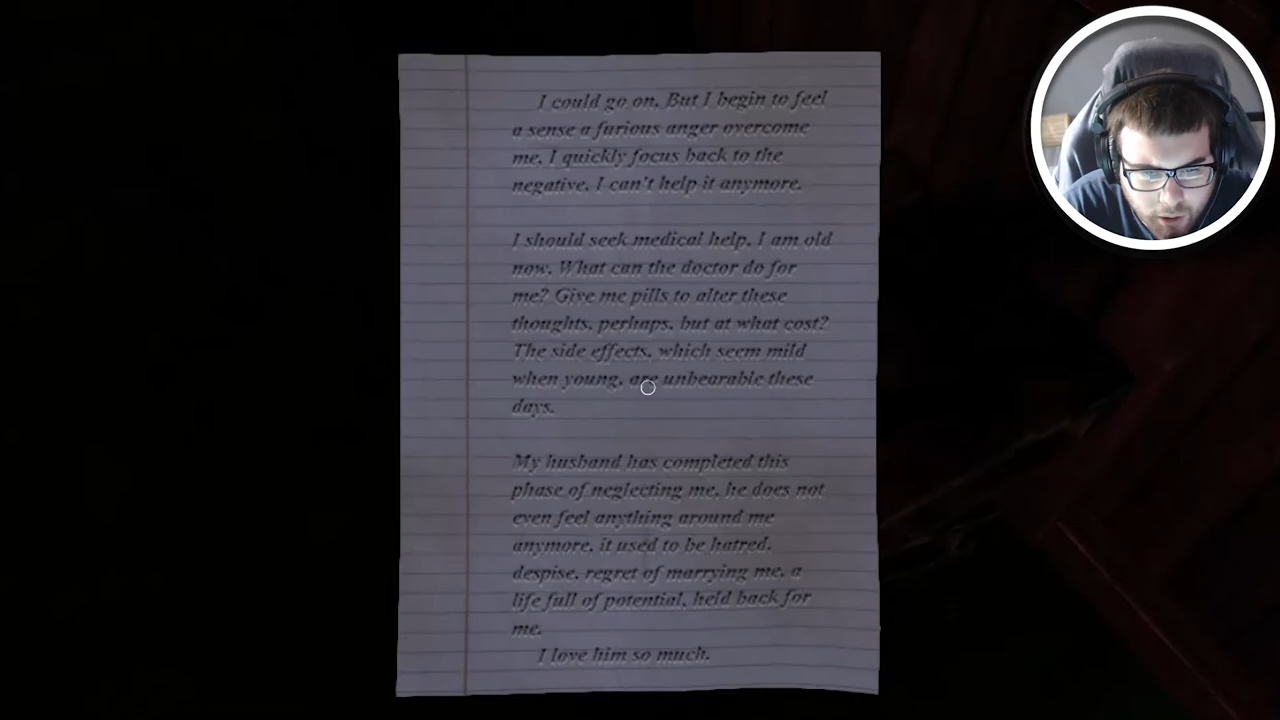 I could go on. But I begin to feel
a sense a furious anger overcome
me. I quickly focus back to the
negative. I can't help it anymore.
I should seek medical help. I am old
now. What can the doctor do for
me? Give me pills to alter these
thoughts, perhaps, but at what cost?
The side effects, which seem mild
when young, are unbearable these
days.
My husband has completed this
phase of neglecting me, he does not
even feel anything around me
anymore, it used to be hatred,
despise, regret of marrying me, a
life full of potential, held back for
me.
I love him so much.